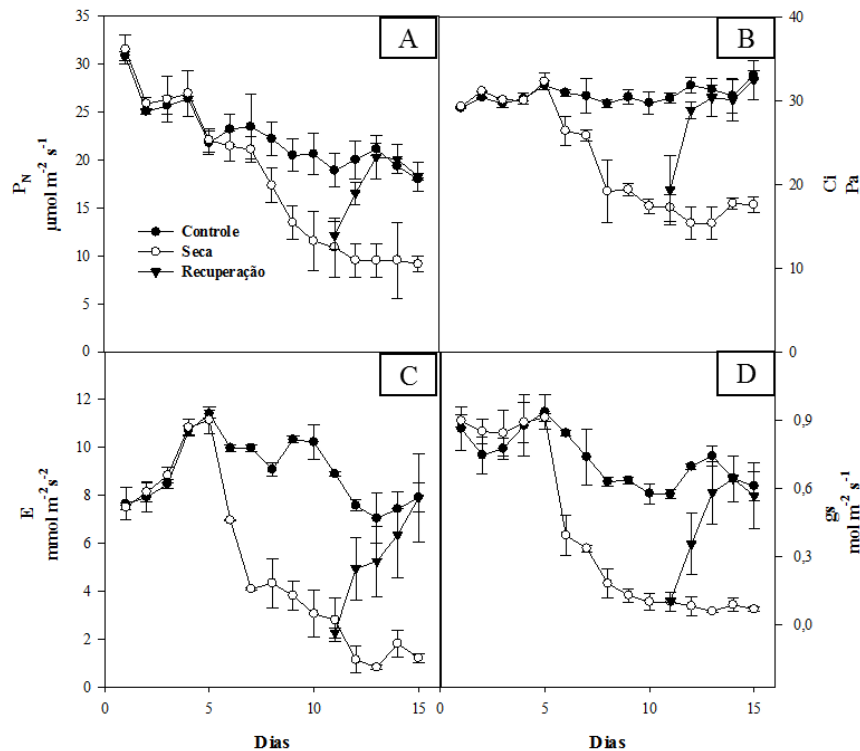 A
35
30
25
20
15
10
5
0
P_N
µmol m⁻² s⁻¹
Controle
Seca
Recuperação
B
40
30
20
10
0
Ci
Pa
C
12
10
8
6
4
2
0
E
mmol m⁻²s⁻²
0
5
10
15
Dias
D
0,9
0,6
0,3
0,0
gs
mol m⁻² s⁻¹
0
5
10
15
Dias